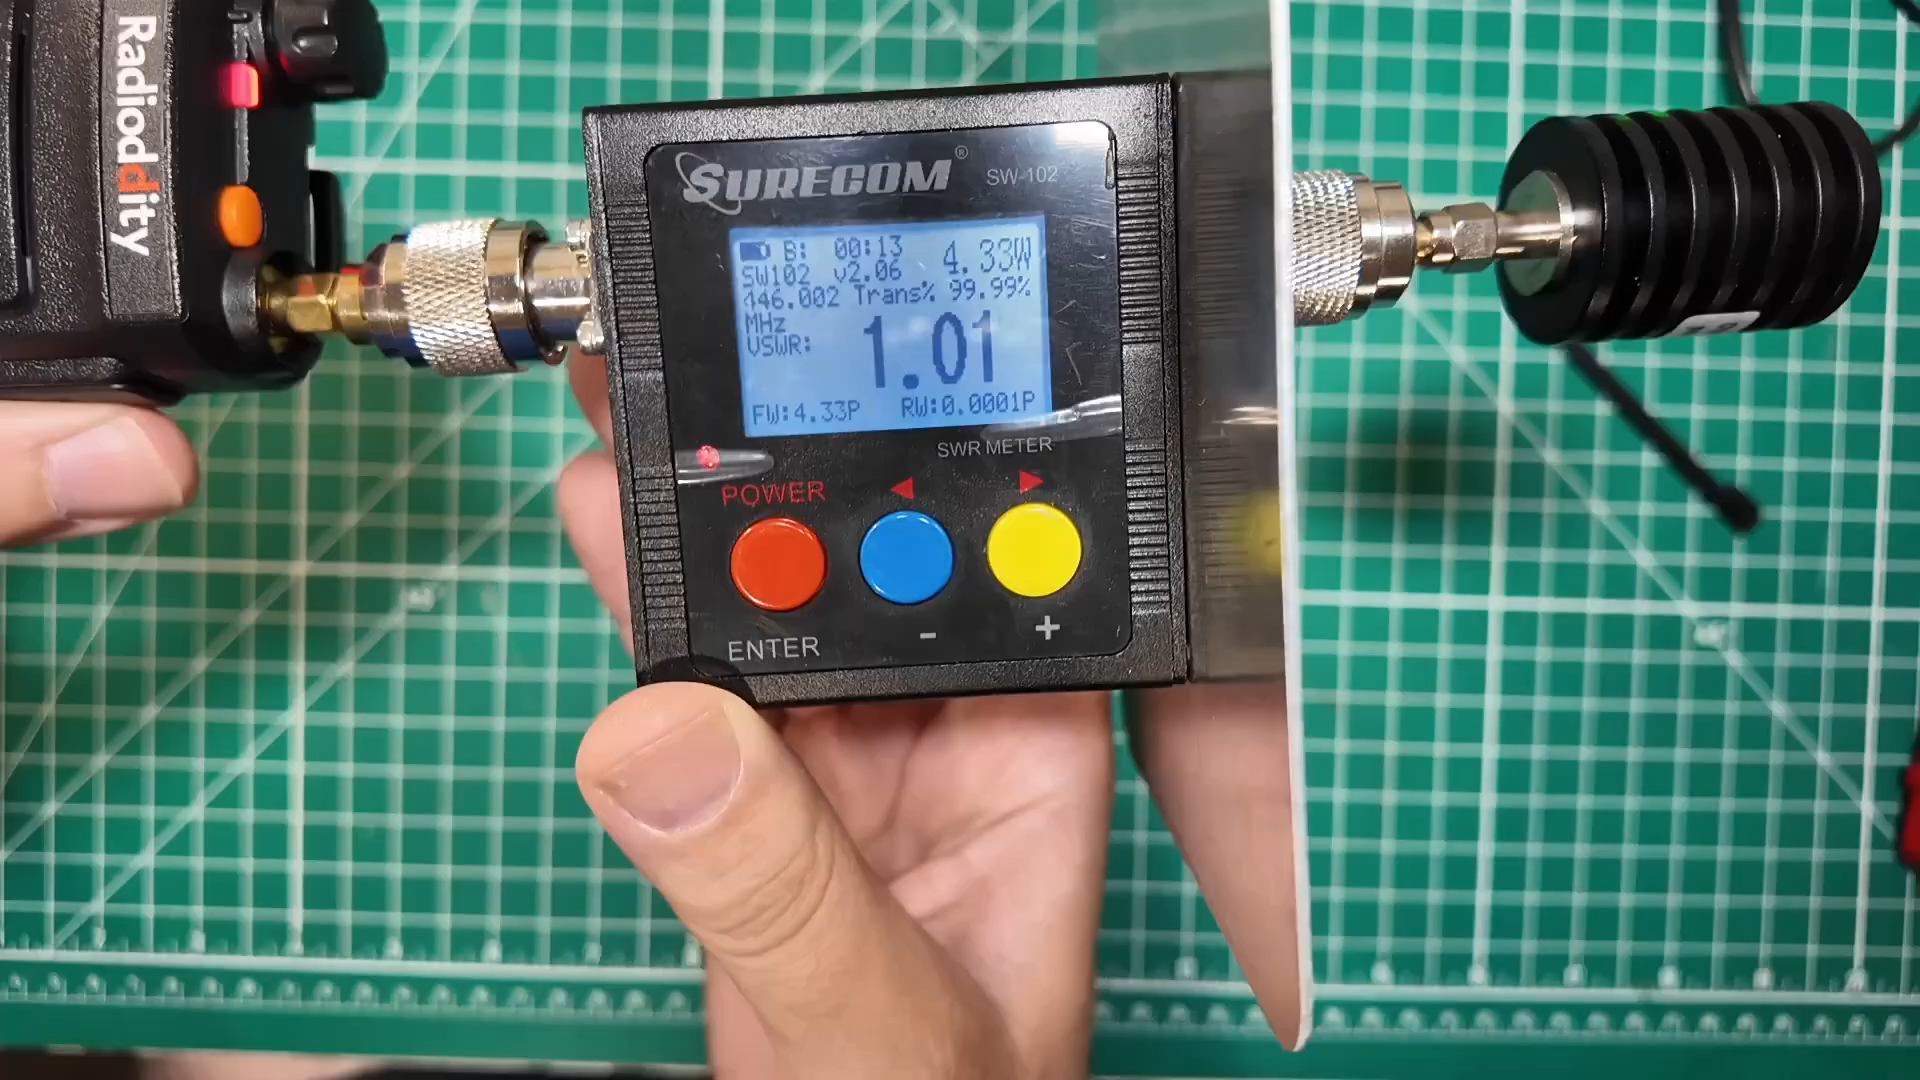 Radioddity
SURECOM®
SW-102
B: 00:13 4.33W
SW102 v2.06
446.002 Trans% 99.99%
MHz
VSWR: 1.01
FW:4.33P RW:0.0001P
SWR METER
POWER
ENTER
- +